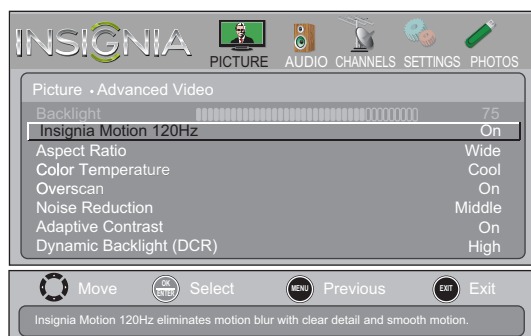 INSIGNIA
PICTURE AUDIO CHANNELS SETTINGS PHOTOS
Picture • Advanced Video
Backlight 75
Insignia Motion 120Hz On
Aspect Ratio Wide
Color Temperature Cool
Overscan On
Noise Reduction Middle
Adaptive Contrast On
Dynamic Backlight (DCR) High
Move OK ENTER Select MENU Previous EXIT Exit
Insignia Motion 120Hz eliminates motion blur with clear detail and smooth motion.